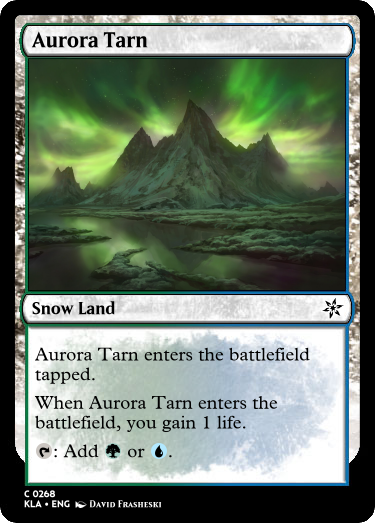 Aurora Tarn
Snow Land
Aurora Tarn enters the battlefield
tapped.
When Aurora Tarn enters the
battlefield, you gain 1 life.
: Add or .
C 0268
KLA • ENG David Frasheski